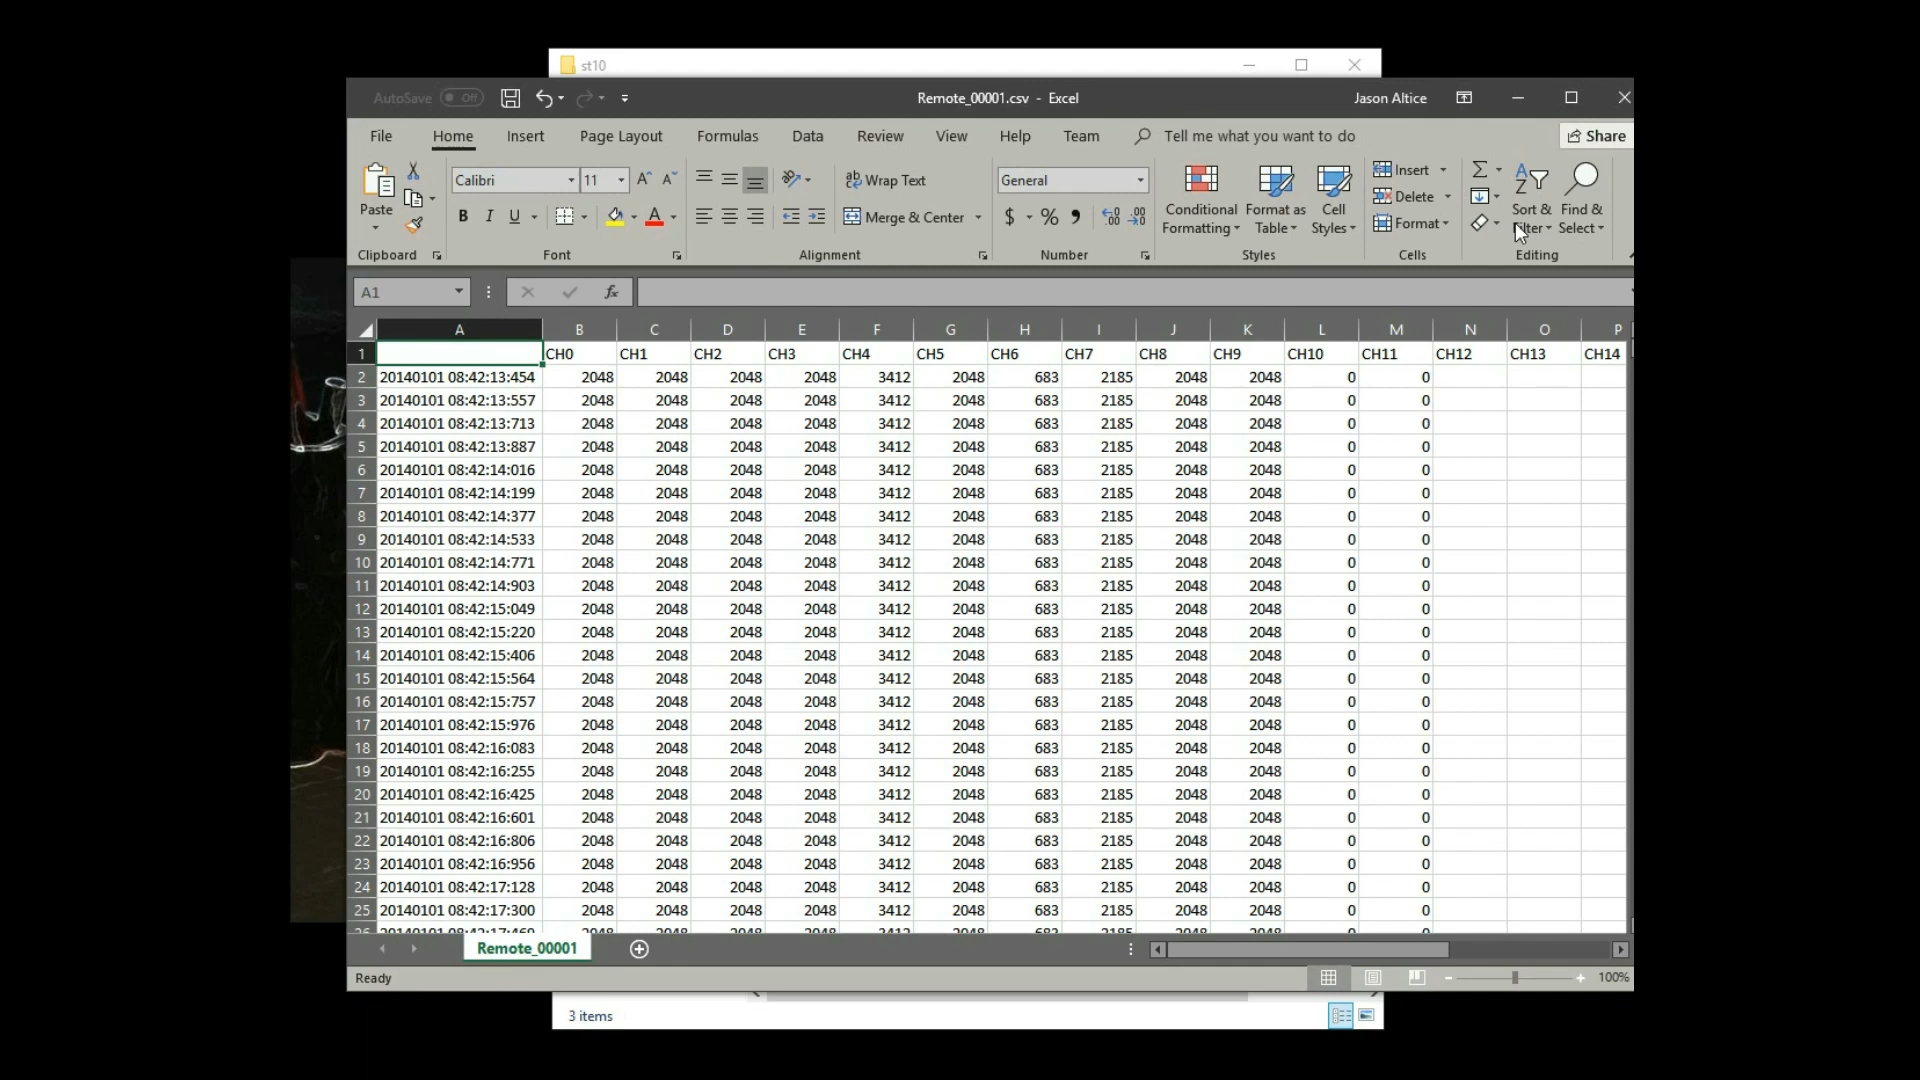 st10
AutoSave Off Remote_00001.csv - Excel Jason Altice
File Home Insert Page Layout Formulas Data Review View Help Team Tell me what you want to do Share
Paste Calibri 11 Wrap Text General Conditional Formatting Format as Table Cell Styles Insert Sort & Filter Find & Select
B I U Merge & Center $ % Delete
Format
Clipboard Font Alignment Number Styles Cells Editing
A1 fx
A B C D E F G H I J K L M N O P
1 CH0 CH1 CH2 CH3 CH4 CH5 CH6 CH7 CH8 CH9 CH10 CH11 CH12 CH13 CH14
2 20140101 08:42:13:454 2048 2048 2048 2048 3412 2048 683 2185 2048 2048 0 0
3 20140101 08:42:13:557 2048 2048 2048 2048 3412 2048 683 2185 2048 2048 0 0
4 20140101 08:42:13:713 2048 2048 2048 2048 3412 2048 683 2185 2048 2048 0 0
5 20140101 08:42:13:887 2048 2048 2048 2048 3412 2048 683 2185 2048 2048 0 0
6 20140101 08:42:14:016 2048 2048 2048 2048 3412 2048 683 2185 2048 2048 0 0
7 20140101 08:42:14:199 2048 2048 2048 2048 3412 2048 683 2185 2048 2048 0 0
8 20140101 08:42:14:377 2048 2048 2048 2048 3412 2048 683 2185 2048 2048 0 0
9 20140101 08:42:14:533 2048 2048 2048 2048 3412 2048 683 2185 2048 2048 0 0
10 20140101 08:42:14:771 2048 2048 2048 2048 3412 2048 683 2185 2048 2048 0 0
11 20140101 08:42:14:903 2048 2048 2048 2048 3412 2048 683 2185 2048 2048 0 0
12 20140101 08:42:15:049 2048 2048 2048 2048 3412 2048 683 2185 2048 2048 0 0
13 20140101 08:42:15:220 2048 2048 2048 2048 3412 2048 683 2185 2048 2048 0 0
14 20140101 08:42:15:406 2048 2048 2048 2048 3412 2048 683 2185 2048 2048 0 0
15 20140101 08:42:15:564 2048 2048 2048 2048 3412 2048 683 2185 2048 2048 0 0
16 20140101 08:42:15:757 2048 2048 2048 2048 3412 2048 683 2185 2048 2048 0 0
17 20140101 08:42:15:976 2048 2048 2048 2048 3412 2048 683 2185 2048 2048 0 0
18 20140101 08:42:16:083 2048 2048 2048 2048 3412 2048 683 2185 2048 2048 0 0
19 20140101 08:42:16:255 2048 2048 2048 2048 3412 2048 683 2185 2048 2048 0 0
20 20140101 08:42:16:425 2048 2048 2048 2048 3412 2048 683 2185 2048 2048 0 0
21 20140101 08:42:16:601 2048 2048 2048 2048 3412 2048 683 2185 2048 2048 0 0
22 20140101 08:42:16:806 2048 2048 2048 2048 3412 2048 683 2185 2048 2048 0 0
23 20140101 08:42:16:956 2048 2048 2048 2048 3412 2048 683 2185 2048 2048 0 0
24 20140101 08:42:17:128 2048 2048 2048 2048 3412 2048 683 2185 2048 2048 0 0
25 20140101 08:42:17:300 2048 2048 2048 2048 3412 2048 683 2185 2048 2048 0 0
Remote_00001
Ready 100%
3 items